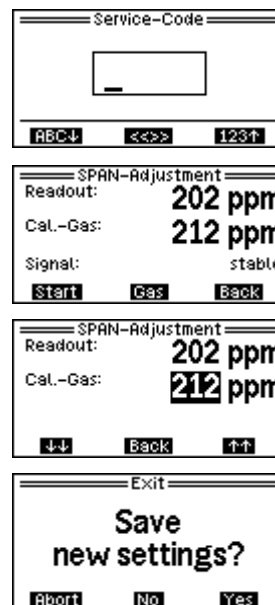 Service-Code
_
ABC↓ <<>> 123↑
SPAN-Adjustment
Readout: 202 ppm
Cal.-Gas: 212 ppm
Signal: stable
Start Gas Back
SPAN-Adjustment
Readout: 202 ppm
Cal.-Gas: 212 ppm
↓↓ Back ↑↑
Exit
Save
new settings?
Abort No Yes